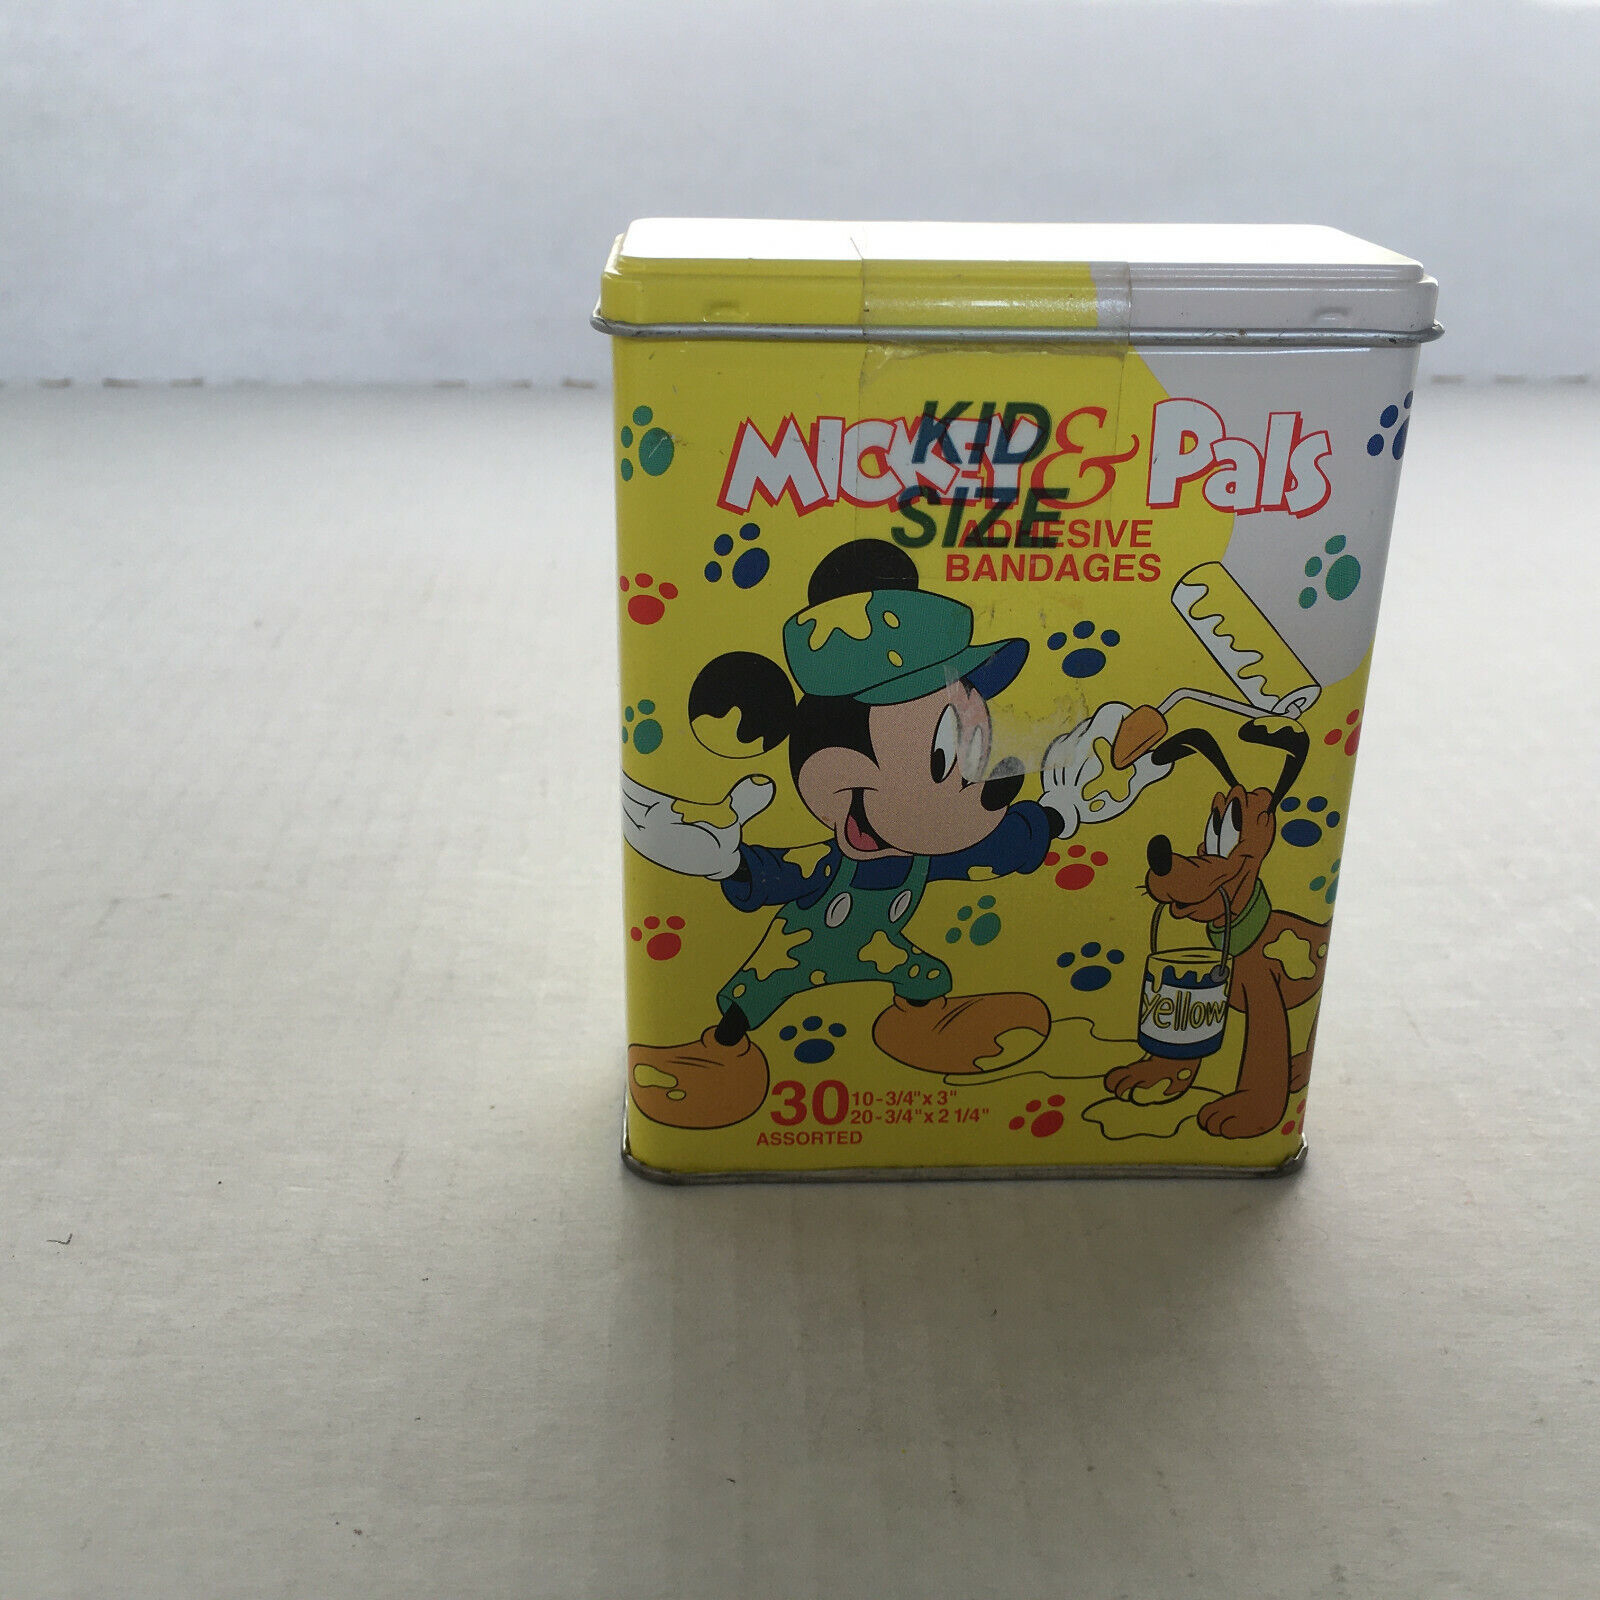 KID
SIZE
MICKEY & Pals
ADHESIVE
BANDAGES
yellow
30 10-3/4" x 3"
20-3/4" x 2 1/4"
ASSORTED